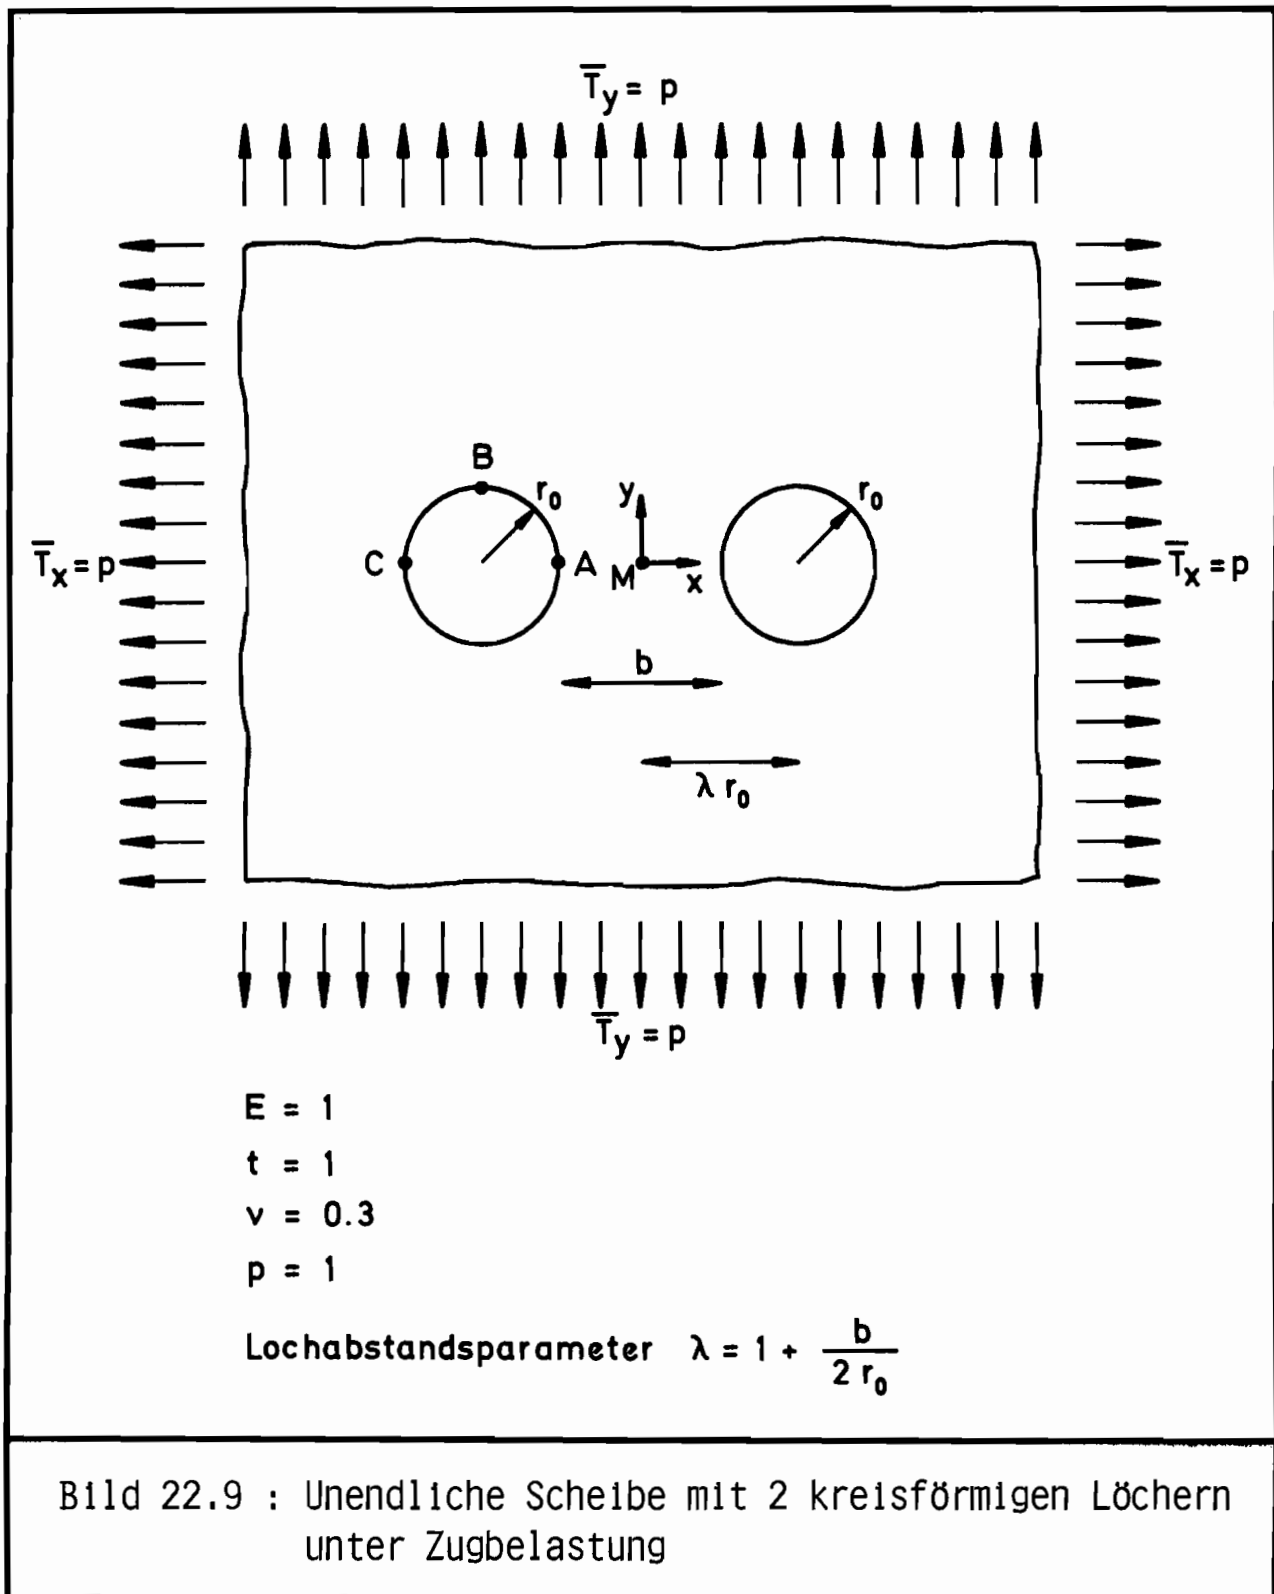 T̅y = p
B
r₀
y
r₀
T̅x = p
C
A
M
x
T̅x = p
b
λ r₀
T̅y = p
E = 1
t = 1
ν = 0.3
p = 1
Lochabstandsparameter λ = 1 + b / 2 r₀
Bild 22.9 : Unendliche Scheibe mit 2 kreisförmigen Löchern
unter Zugbelastung